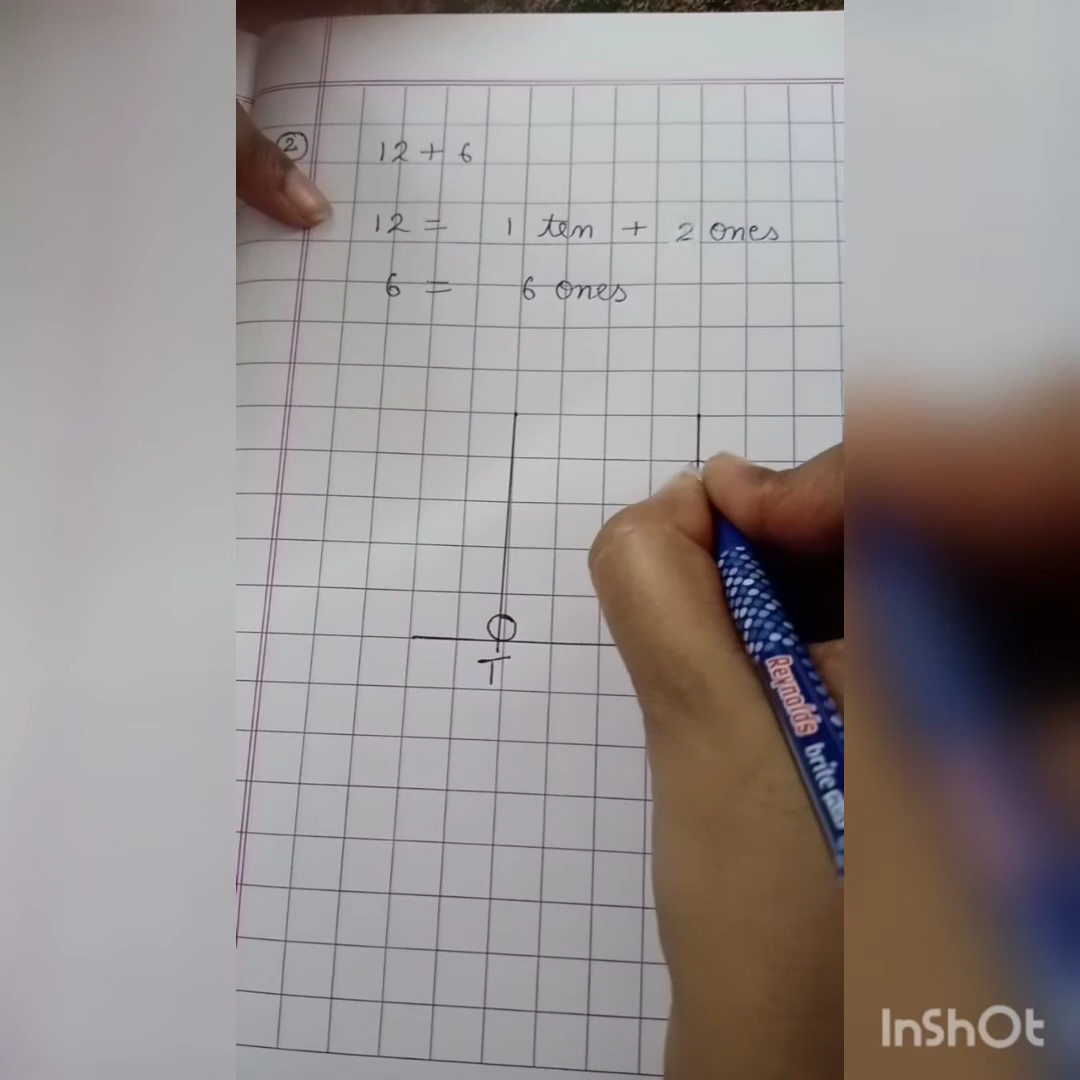 2 12 + 6
12 = 1 ten + 2 ones
6 = 6 ones
T
Reynolds brite
InShOt